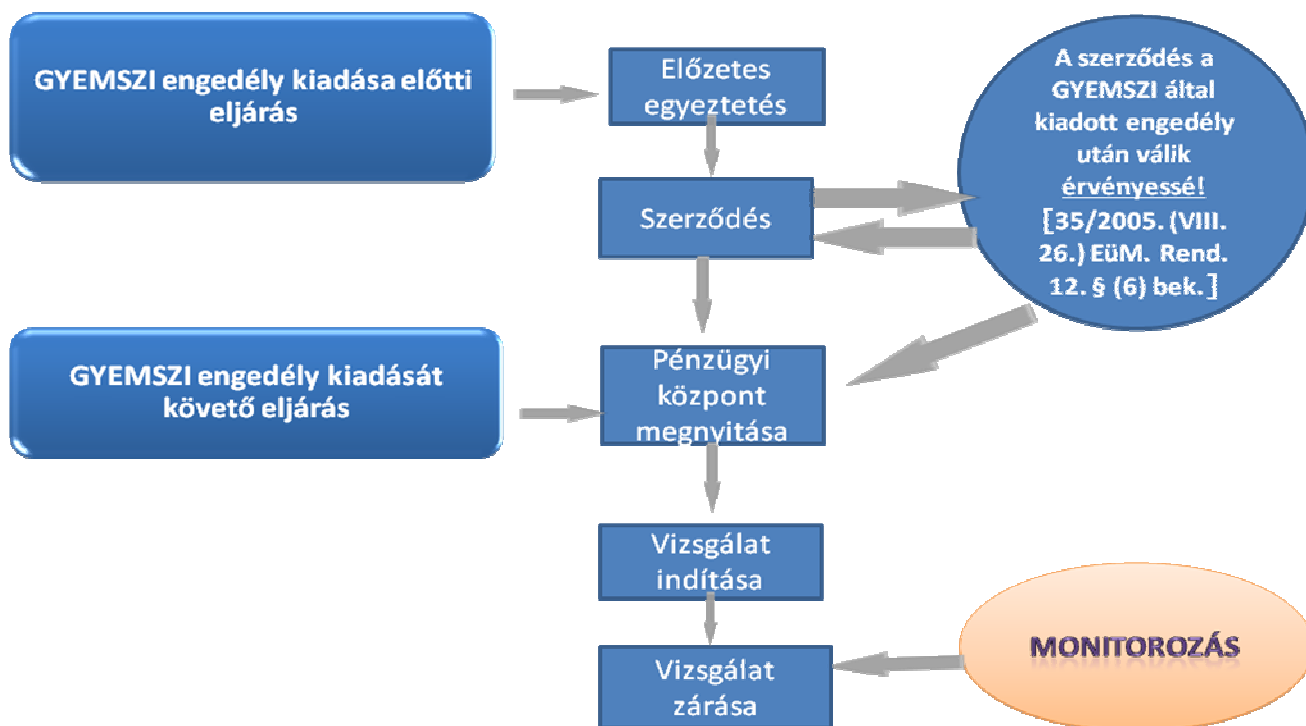 GYEMSZI engedély kiadása előtti
eljárás
Előzetes
egyeztetés
A szerződés a
GYEMSZI által
kiadott engedély
után válik
érvényessé!
[35/2005. (VIII.
26.) EüM. Rend.
12. § (6) bek.]
Szerződés
GYEMSZI engedély kiadását
követő eljárás
Pénzügyi
központ
megnyitása
Vizsgálat
indítása
MONITOROZÁS
Vizsgálat
zárása